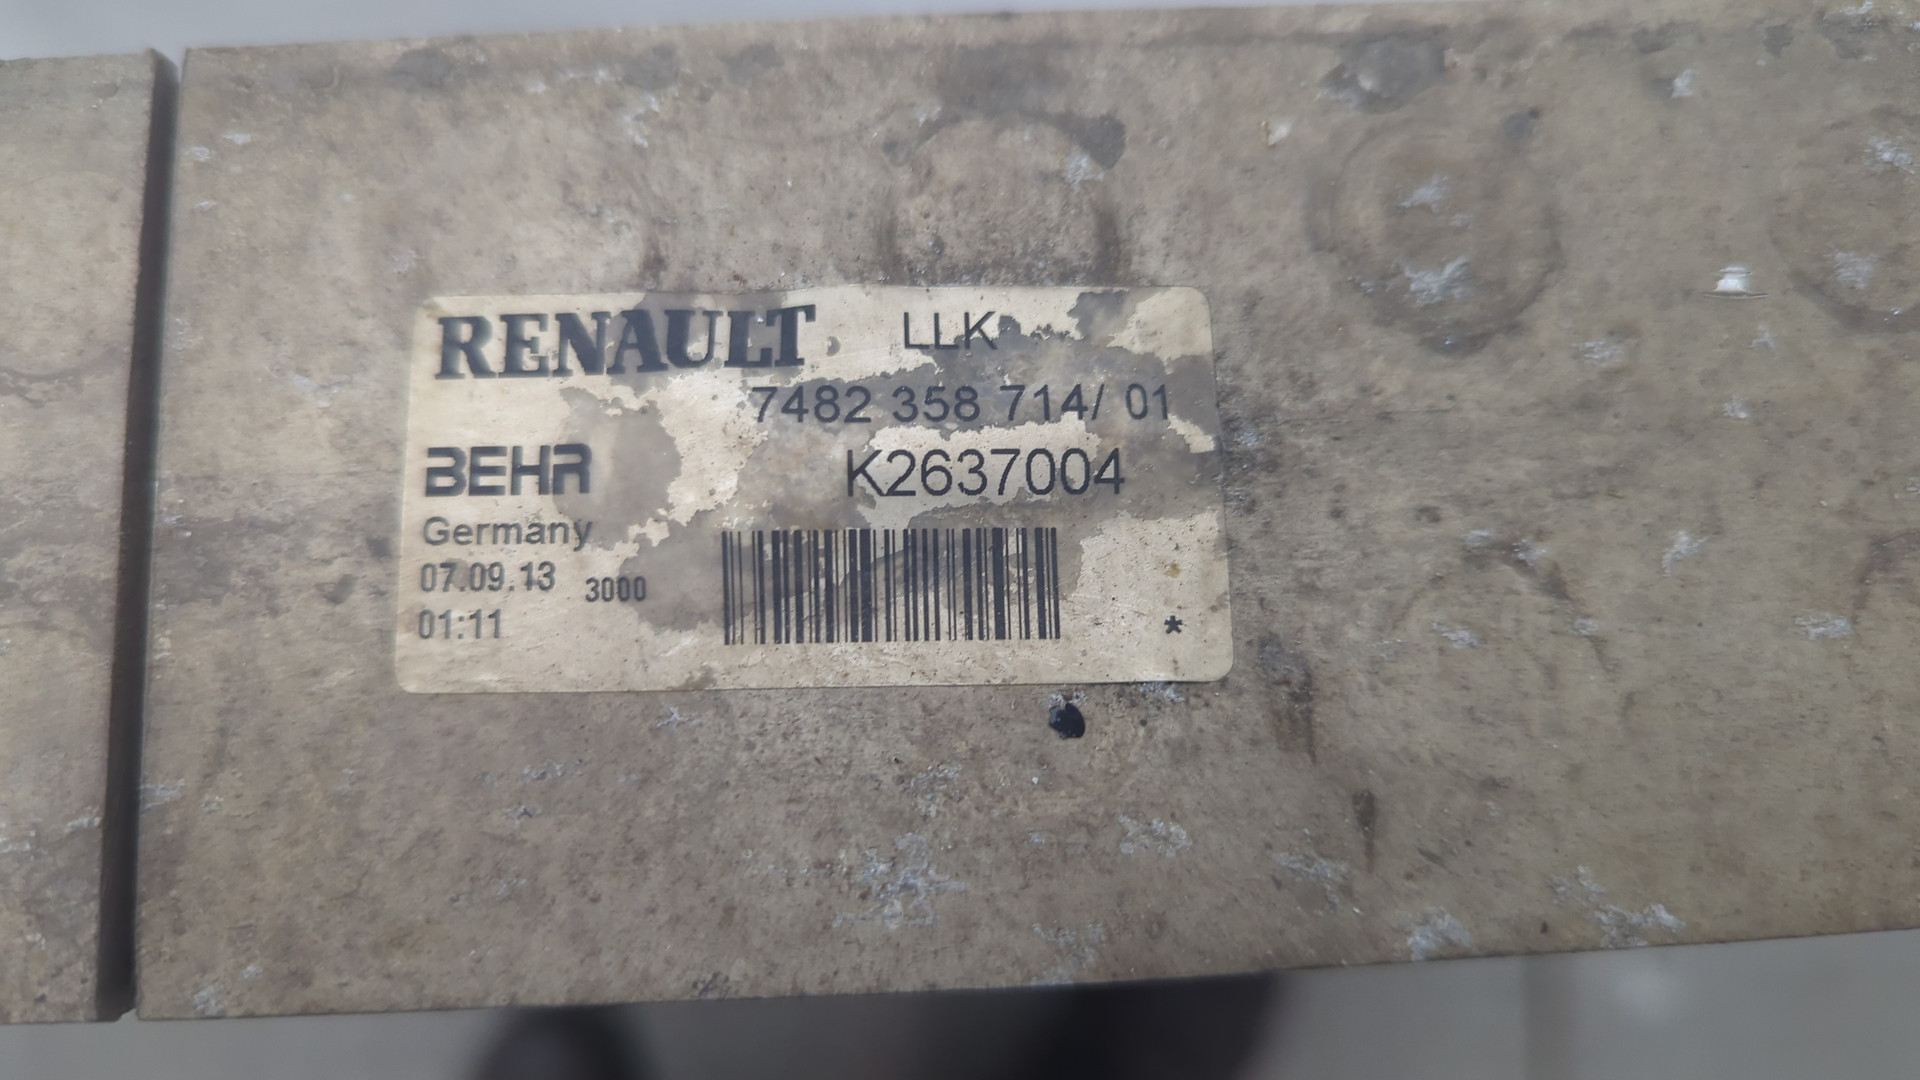 RENAULT LLK
7482 358 714/ 01
BEHR K2637004
Germany
07.09.13 3000
01:11 *